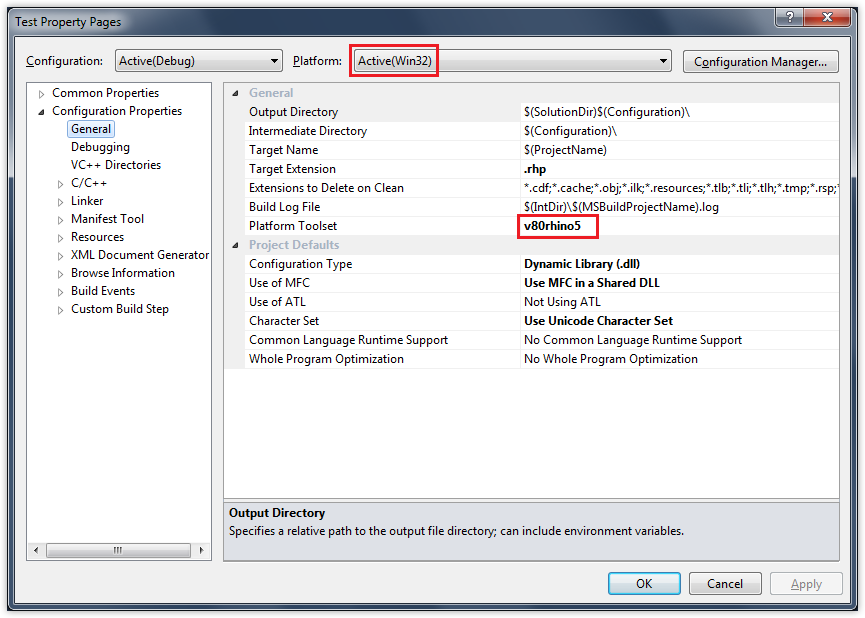 Test Property Pages
Configuration: Active(Debug) Platform: Active(Win32) Configuration Manager...
Common Properties
Configuration Properties
General
Debugging
VC++ Directories
C/C++
Linker
Manifest Tool
Resources
XML Document Generator
Browse Information
Build Events
Custom Build Step
General
Output Directory $(SolutionDir)$(Configuration)\
Intermediate Directory $(Configuration)\
Target Name $(ProjectName)
Target Extension .rhp
Extensions to Delete on Clean *.cdf;*.cache;*.obj;*.ilk;*.resources;*.tlb;*.tli;*.tlh;*.tmp;*.rsp;
Build Log File $(IntDir)\$(MSBuildProjectName).log
Platform Toolset v80rhino5
Project Defaults
Configuration Type Dynamic Library (.dll)
Use of MFC Use MFC in a Shared DLL
Use of ATL Not Using ATL
Character Set Use Unicode Character Set
Common Language Runtime Support No Common Language Runtime Support
Whole Program Optimization No Whole Program Optimization
Output Directory
Specifies a relative path to the output file directory; can include environment variables.
OK Cancel Apply